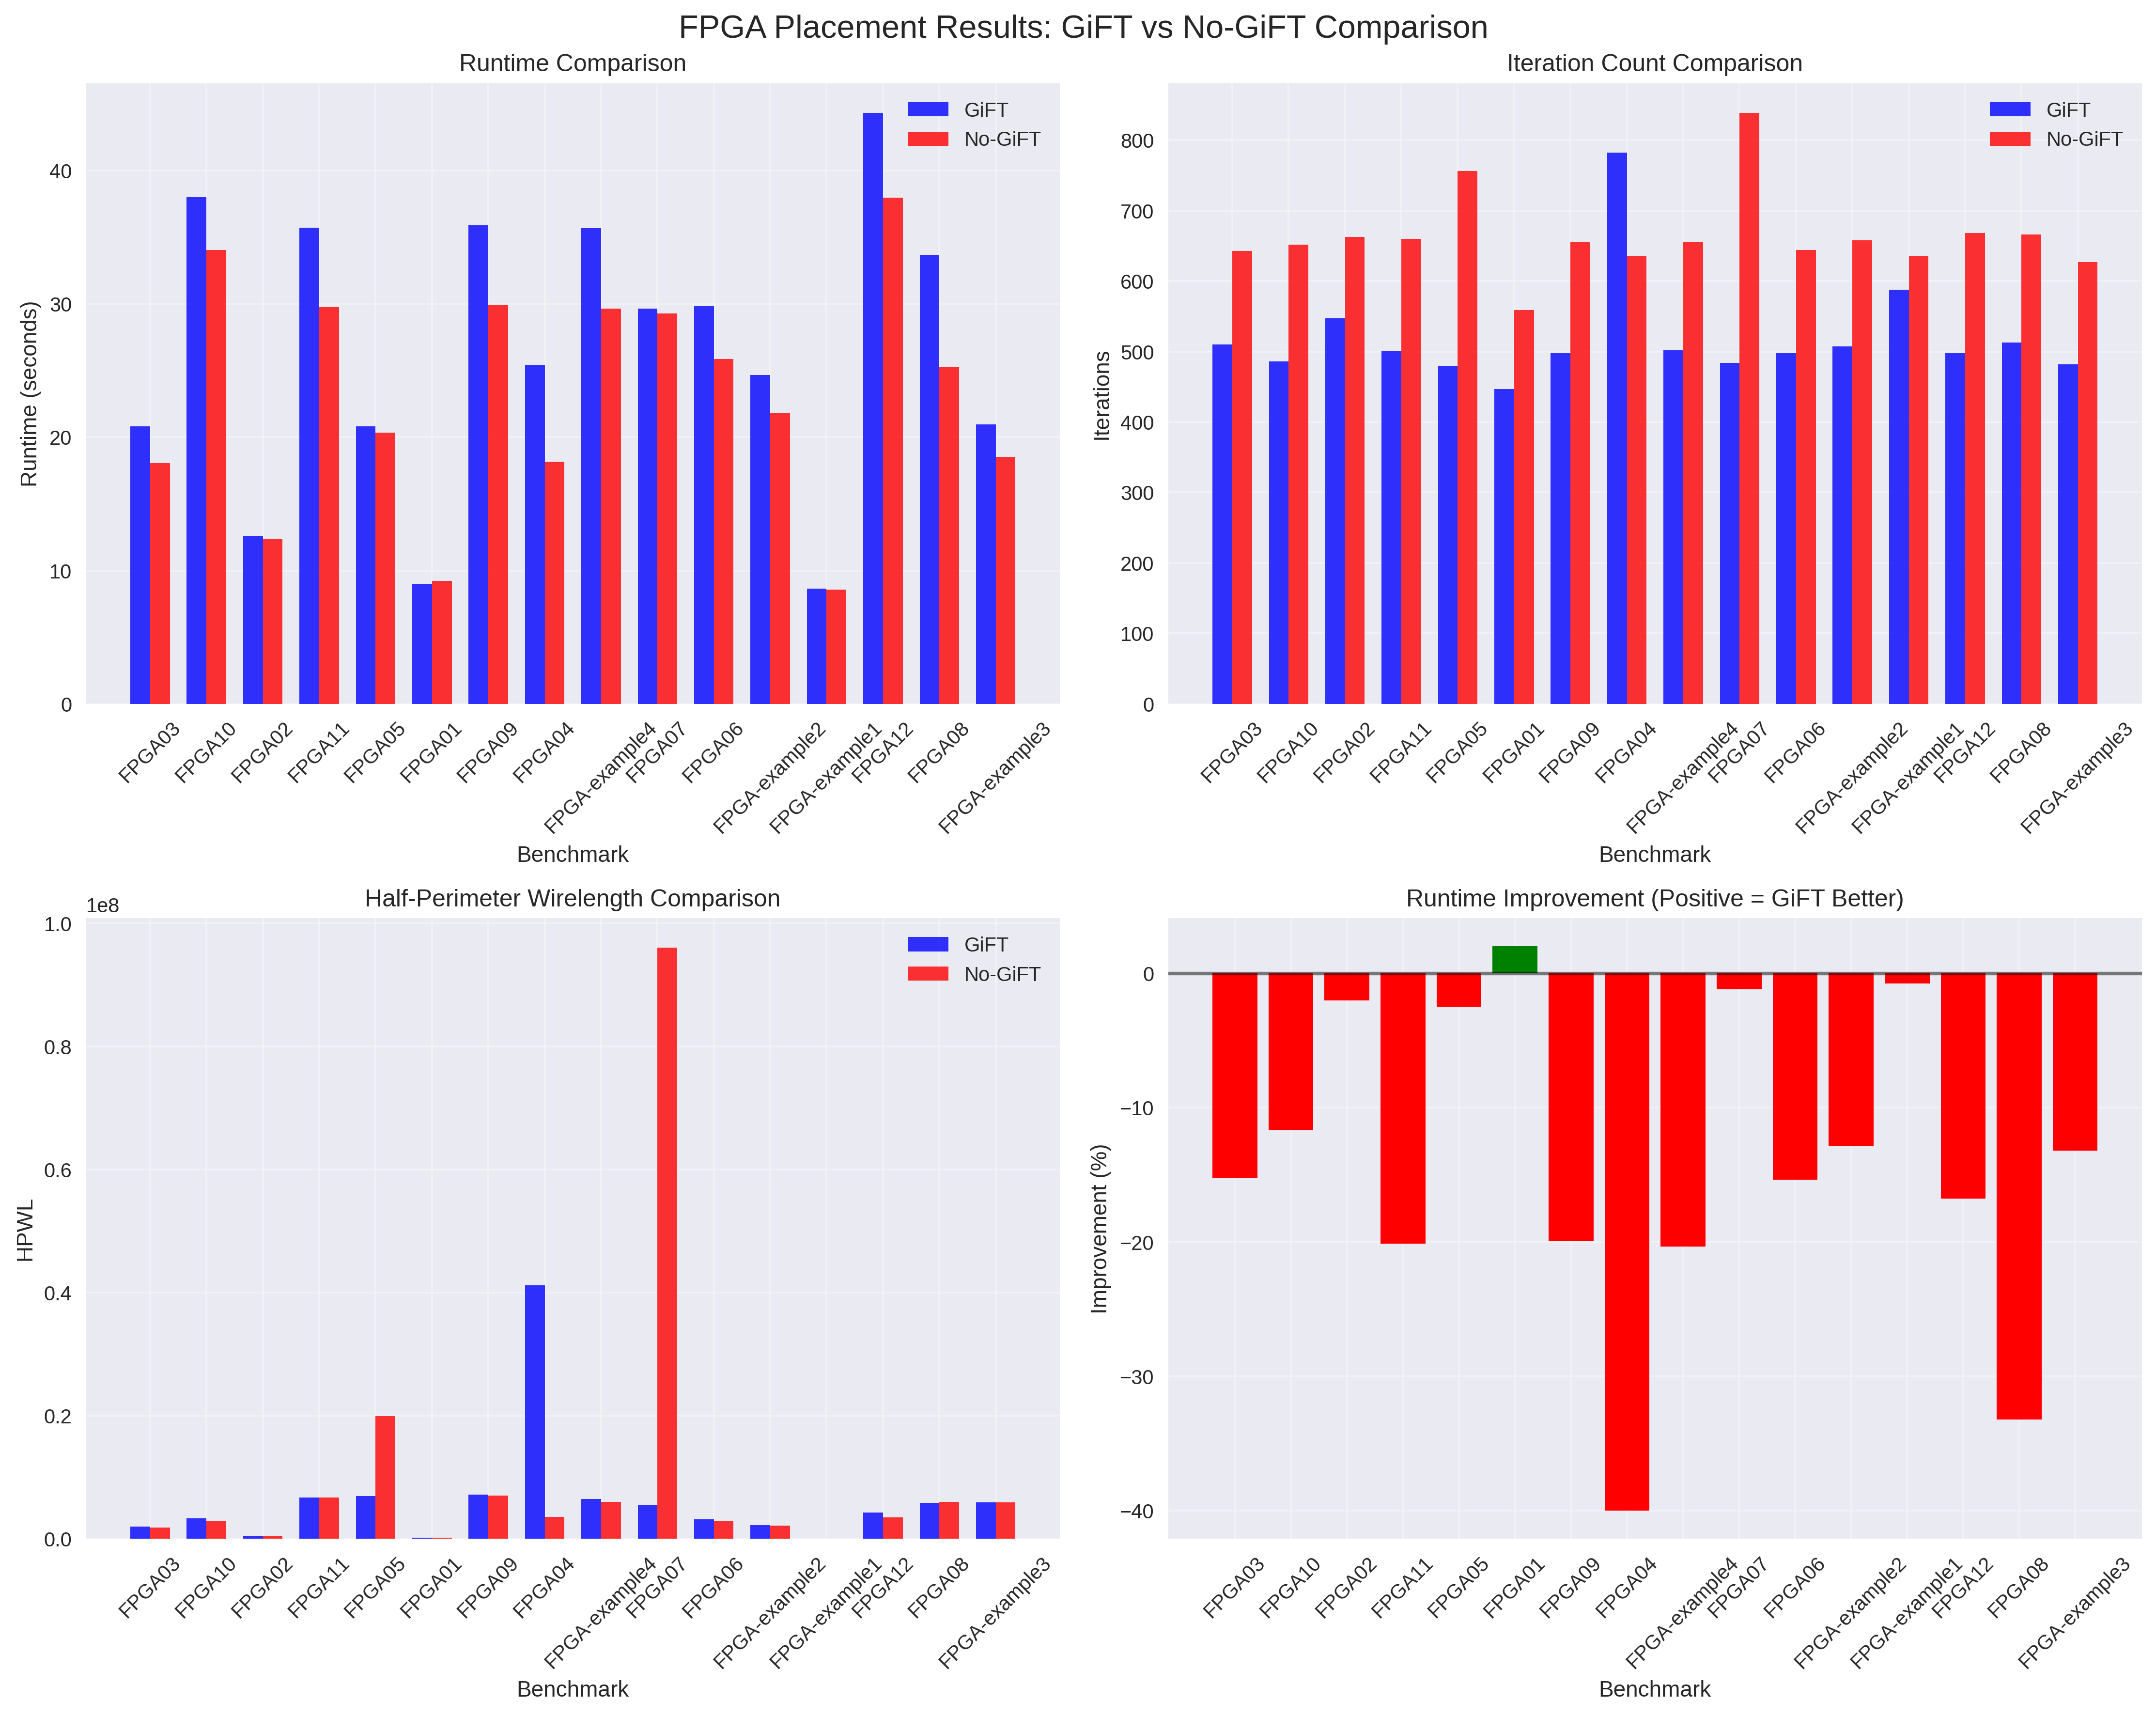 FPGA Placement Results: GiFT vs No-GiFT Comparison
Runtime Comparison
GiFT
No-GiFT
Runtime (seconds)
40
30
20
10
0
FPGA03
FPGA10
FPGA02
FPGA11
FPGA05
FPGA01
FPGA09
FPGA04
FPGA-example4
FPGA07
FPGA06
FPGA-example2
FPGA-example1
FPGA12
FPGA08
FPGA-example3
Benchmark
Iteration Count Comparison
GiFT
No-GiFT
Iterations
800
700
600
500
400
300
200
100
0
FPGA03
FPGA10
FPGA02
FPGA11
FPGA05
FPGA01
FPGA09
FPGA04
FPGA-example4
FPGA07
FPGA06
FPGA-example2
FPGA-example1
FPGA12
FPGA08
FPGA-example3
Benchmark
Half-Perimeter Wirelength Comparison
1e8
GiFT
No-GiFT
HPWL
1.0
0.8
0.6
0.4
0.2
0.0
FPGA03
FPGA10
FPGA02
FPGA11
FPGA05
FPGA01
FPGA09
FPGA04
FPGA-example4
FPGA07
FPGA06
FPGA-example2
FPGA-example1
FPGA12
FPGA08
FPGA-example3
Benchmark
Runtime Improvement (Positive = GiFT Better)
Improvement (%)
0
−10
−20
−30
−40
FPGA03
FPGA10
FPGA02
FPGA11
FPGA05
FPGA01
FPGA09
FPGA04
FPGA-example4
FPGA07
FPGA06
FPGA-example2
FPGA-example1
FPGA12
FPGA08
FPGA-example3
Benchmark